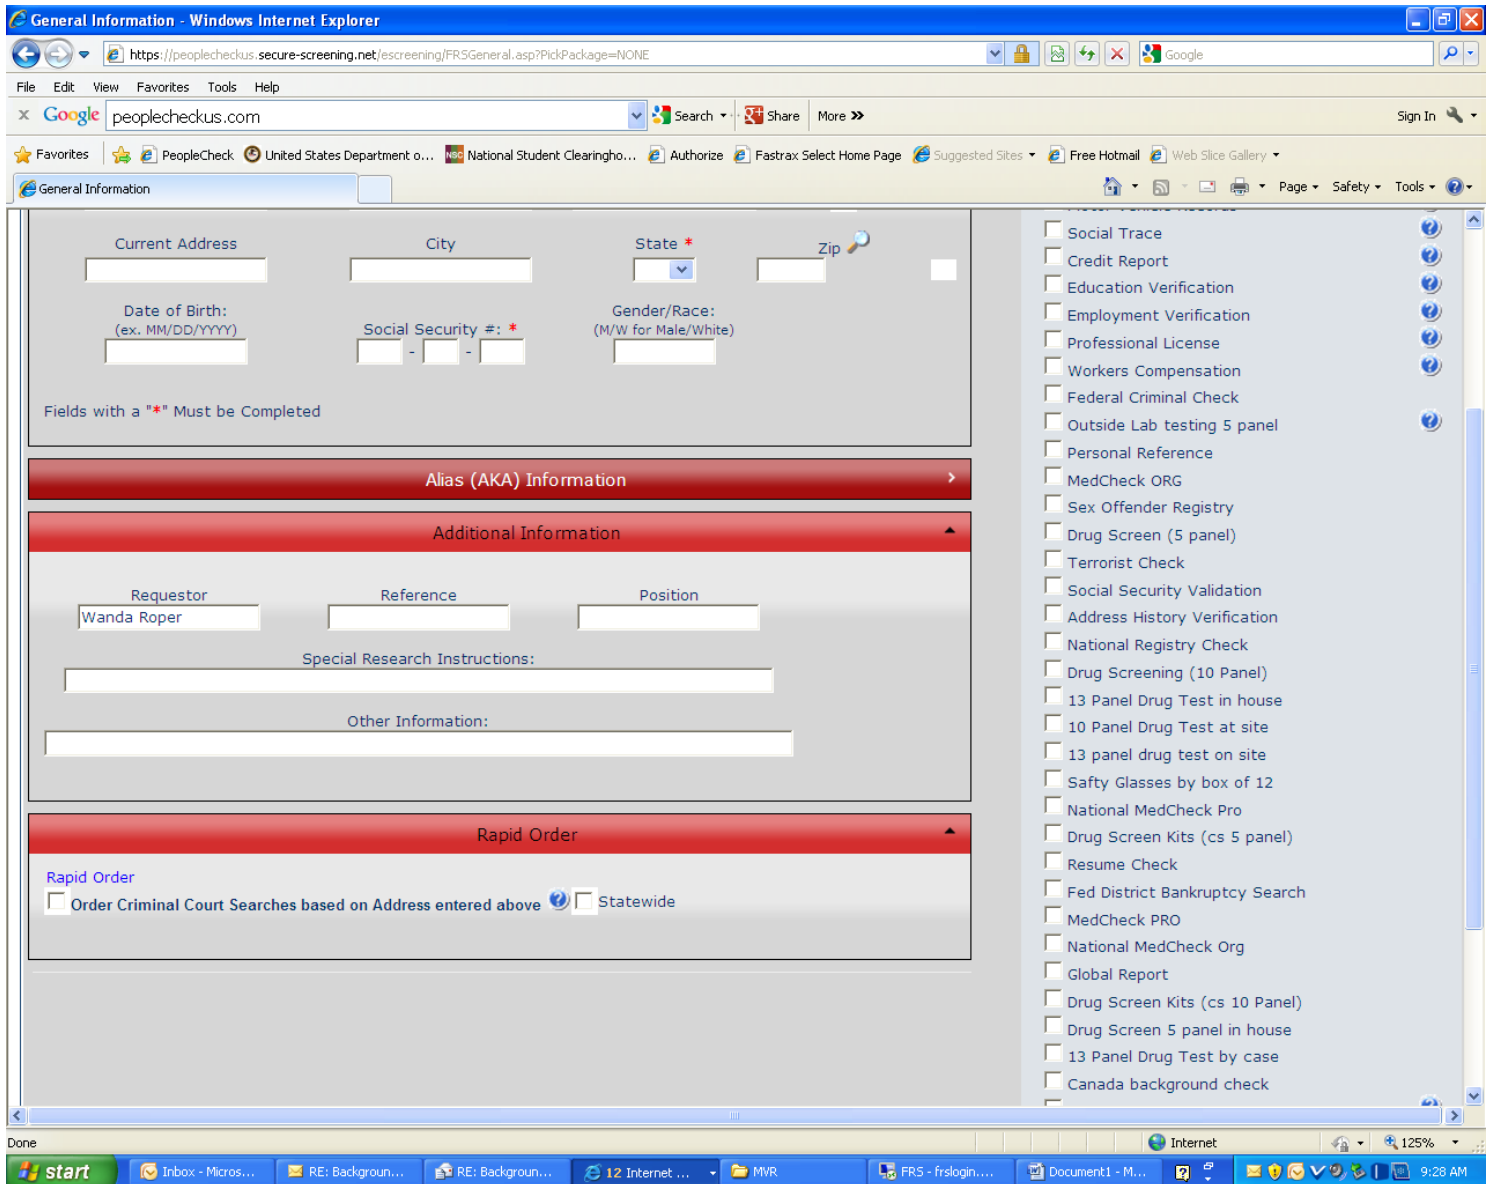 General Information - Windows Internet Explorer
https://peoplecheckus.secure-screening.net/escreening/FRSGeneral.asp?PickPackage=NONE
Google
File Edit View Favorites Tools Help
x Google peoplecheckus.com Search Share More » Sign In
Favorites PeopleCheck United States Department o... NSC National Student Clearingho... Authorize Fastrax Select Home Page Suggested Sites Free Hotmail Web Slice Gallery
General Information Page Safety Tools
Current Address City State * Zip
Date of Birth: Gender/Race:
(ex. MM/DD/YYYY) Social Security #: * (M/W for Male/White)
- -
Fields with a "*" Must be Completed
Alias (AKA) Information
Additional Information
Requestor Reference Position
Wanda Roper
Special Research Instructions:
Other Information:
Rapid Order
Rapid Order
Order Criminal Court Searches based on Address entered above Statewide
Motor Vehicle Records
Social Trace
Credit Report
Education Verification
Employment Verification
Professional License
Workers Compensation
Federal Criminal Check
Outside Lab testing 5 panel
Personal Reference
MedCheck ORG
Sex Offender Registry
Drug Screen (5 panel)
Terrorist Check
Social Security Validation
Address History Verification
National Registry Check
Drug Screening (10 Panel)
13 Panel Drug Test in house
10 Panel Drug Test at site
13 panel drug test on site
Safty Glasses by box of 12
National MedCheck Pro
Drug Screen Kits (cs 5 panel)
Resume Check
Fed District Bankruptcy Search
MedCheck PRO
National MedCheck Org
Global Report
Drug Screen Kits (cs 10 Panel)
Drug Screen 5 panel in house
13 Panel Drug Test by case
Canada background check
Done Internet 125%
start Inbox - Micros... RE: Backgroun... RE: Backgroun... 12 Internet ... MVR FRS - frslogin.... Document1 - M... 9:28 AM